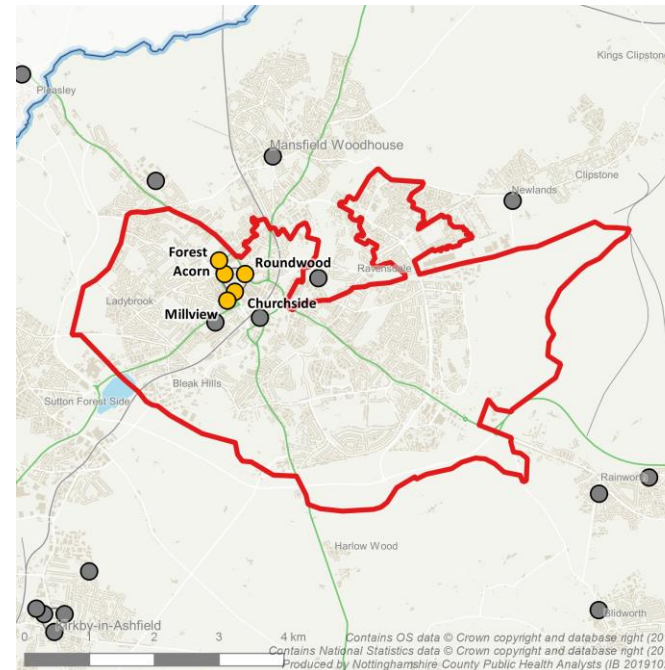 Kings Clipstone
Pleasley
Mansfield Woodhouse
Clipstone
Newlands
Forest
Acorn
Roundwood
Ravensdale
Ladybrook
Churchside
Millview
Bleak Hills
Sutton Forest Side
Rainworth
Harlow Wood
Blidworth
Kirkby-in-Ashfield
0 1 2 3 4 km
Contains OS data © Crown copyright and database right (20
Contains National Statistics data © Crown copyright and database right (20
Produced by Nottinghamshire County Public Health Analysis (IB 201910